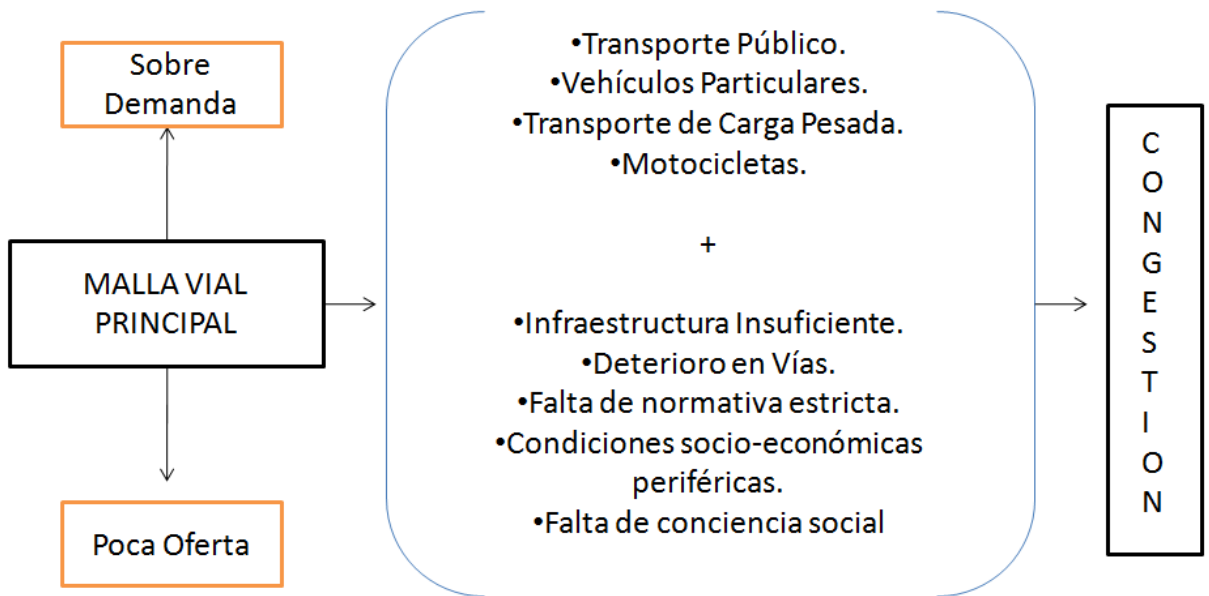 Sobre
Demanda
MALLA VIAL
PRINCIPAL
Poca Oferta
•Transporte Público.
•Vehículos Particulares.
•Transporte de Carga Pesada.
•Motocicletas.
+
•Infraestructura Insuficiente.
•Deterioro en Vías.
•Falta de normativa estricta.
•Condiciones socio-económicas
periféricas.
•Falta de conciencia social
C
O
N
G
E
S
T
I
O
N